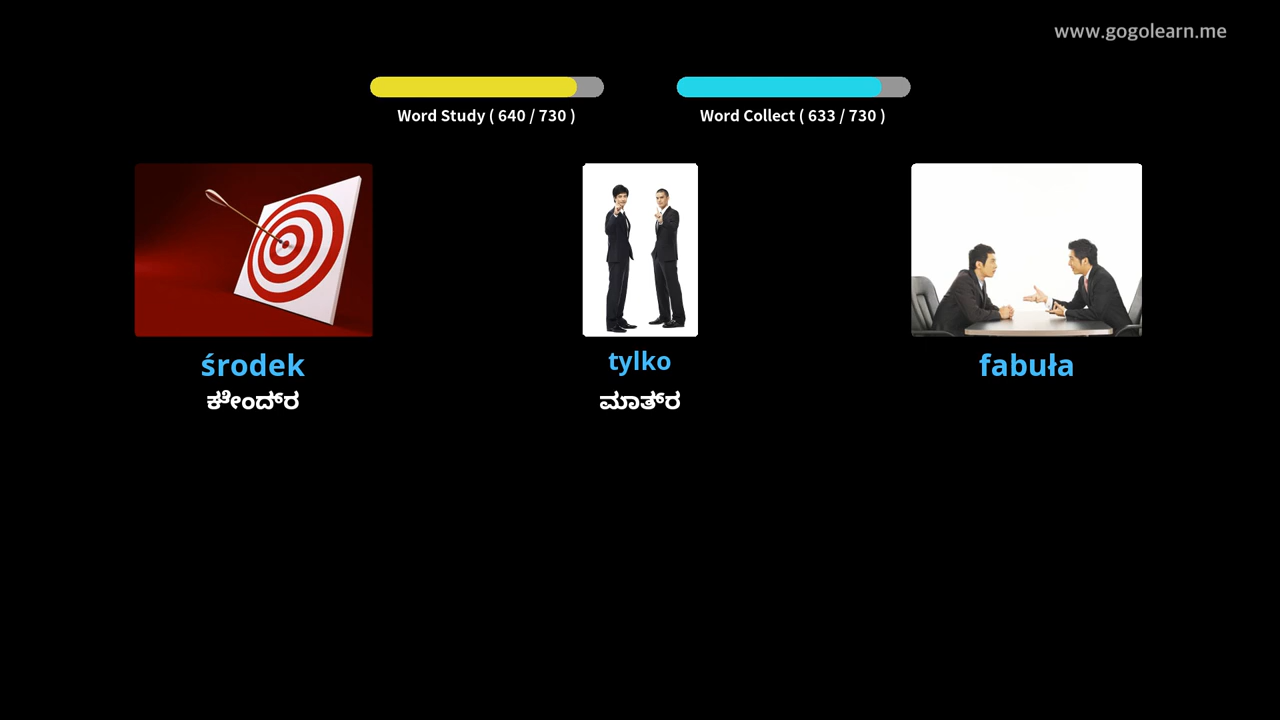 www.gogolearn.me
Word Study ( 640 / 730 )
Word Collect ( 633 / 730 )
środek
tylko
fabuła
ಕೇಂದ್ರ
ಮಾತ್ರ